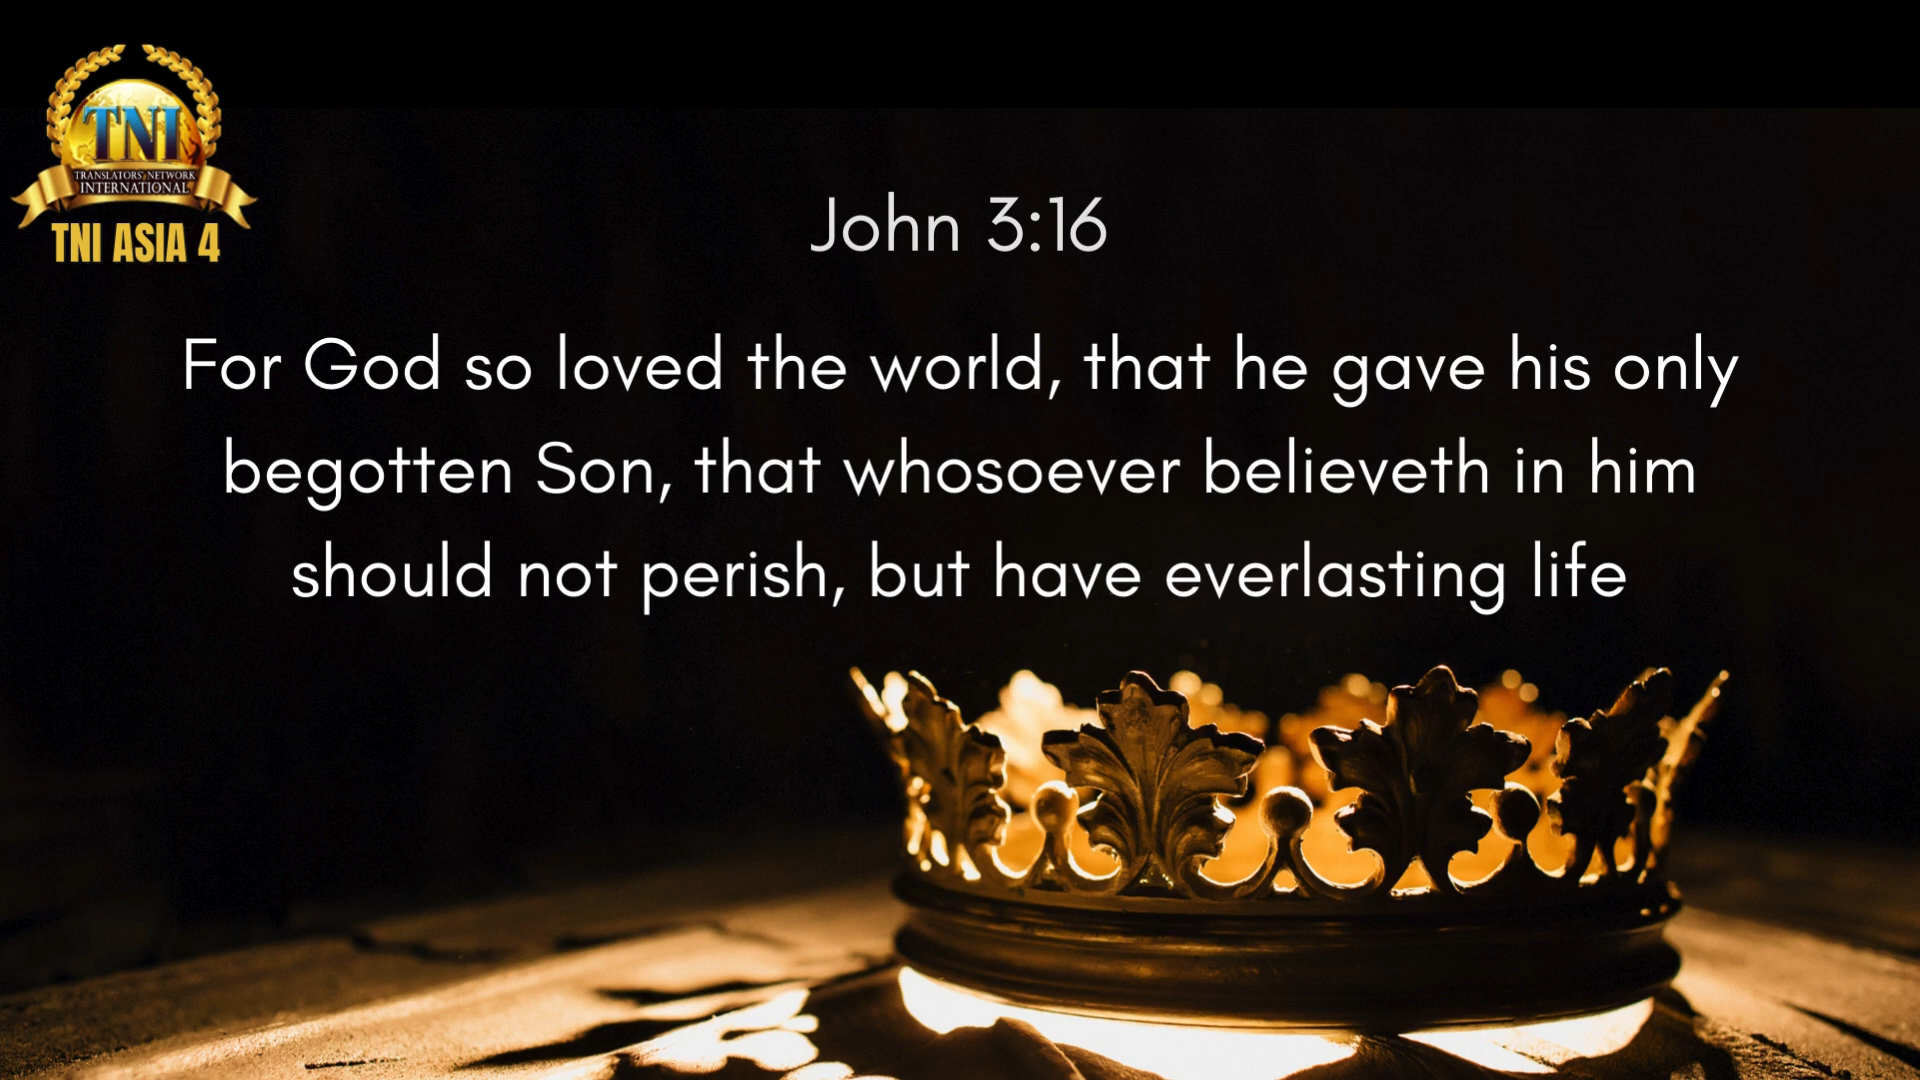 TNI
TRANSLATORS' NETWORK
INTERNATIONAL
TNI ASIA 4
John 3:16
For God so loved the world, that he gave his only
begotten Son, that whosoever believeth in him
should not perish, but have everlasting life